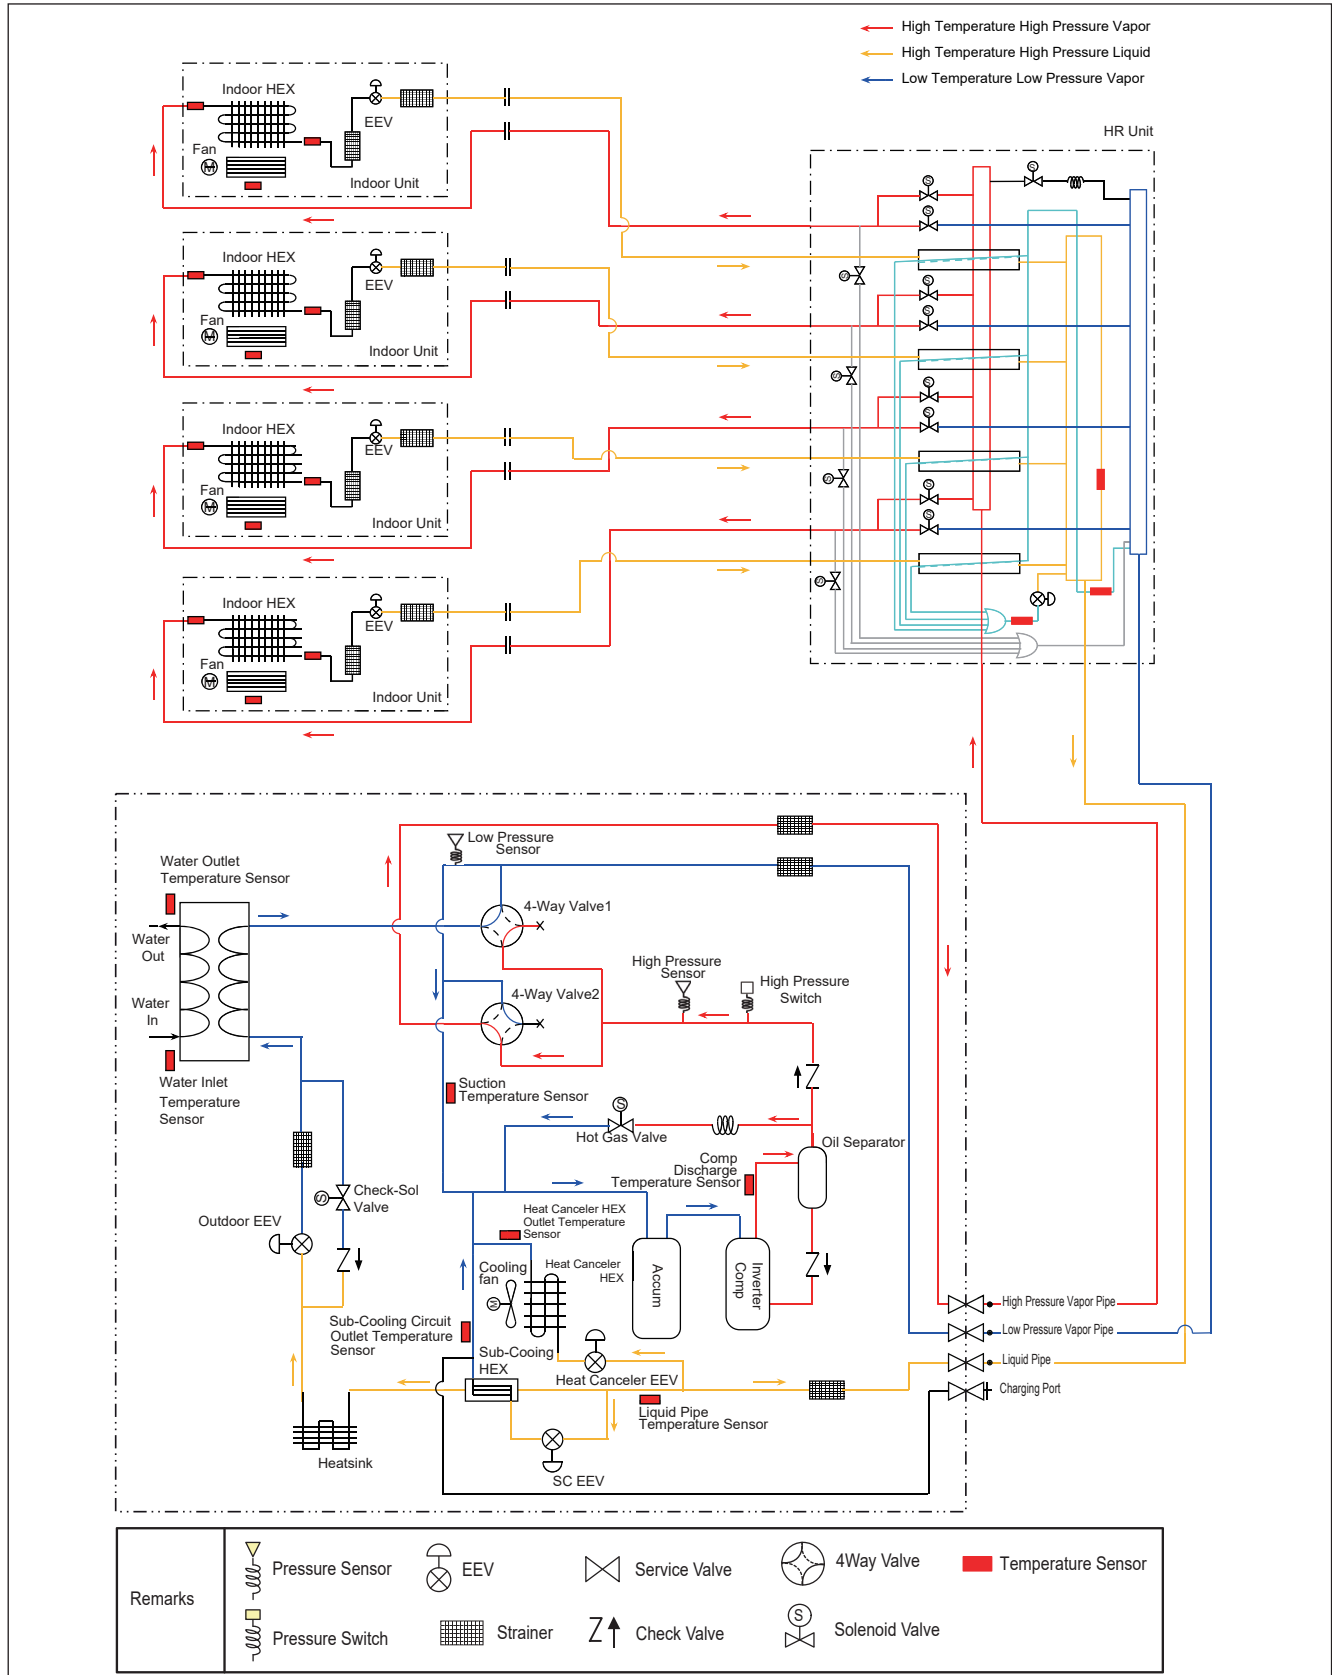 High Temperature High Pressure Vapor
High Temperature High Pressure Liquid
Low Temperature Low Pressure Vapor
HR Unit
Indoor HEX
EEV
Fan
M
Indoor Unit
Indoor HEX
EEV
Fan
M
Indoor Unit
Indoor HEX
EEV
Fan
M
Indoor Unit
Indoor HEX
EEV
Fan
M
Indoor Unit
S
S
S
S
S
S
S
S
S
S
S
S
S
Low Pressure
Sensor
Water Outlet
Temperature Sensor
4-Way Valve1
Water
Out
High Pressure
Sensor
High Pressure
Switch
4-Way Valve2
Water
In
Water Inlet
Temperature
Sensor
Suction
Temperature Sensor
S
Hot Gas Valve
Oil Separator
Comp
Discharge
Temperature Sensor
S
Check-Sol
Valve
Outdoor EEV
Heat Canceler HEX
Outlet Temperature
Sensor
Cooling
fan
M
Heat Canceler
HEX
Accum
Inverter
Comp
Sub-Cooling Circuit
Outlet Temperature
Sensor
Sub-Cooing
HEX
Heat Canceler EEV
Liquid Pipe
Temperature Sensor
Heatsink
SC EEV
High Pressure Vapor Pipe
Low Pressure Vapor Pipe
Liquid Pipe
Charging Port
Remarks
Pressure Sensor
EEV
Service Valve
4Way Valve
Temperature Sensor
Pressure Switch
Strainer
Check Valve
S
Solenoid Valve